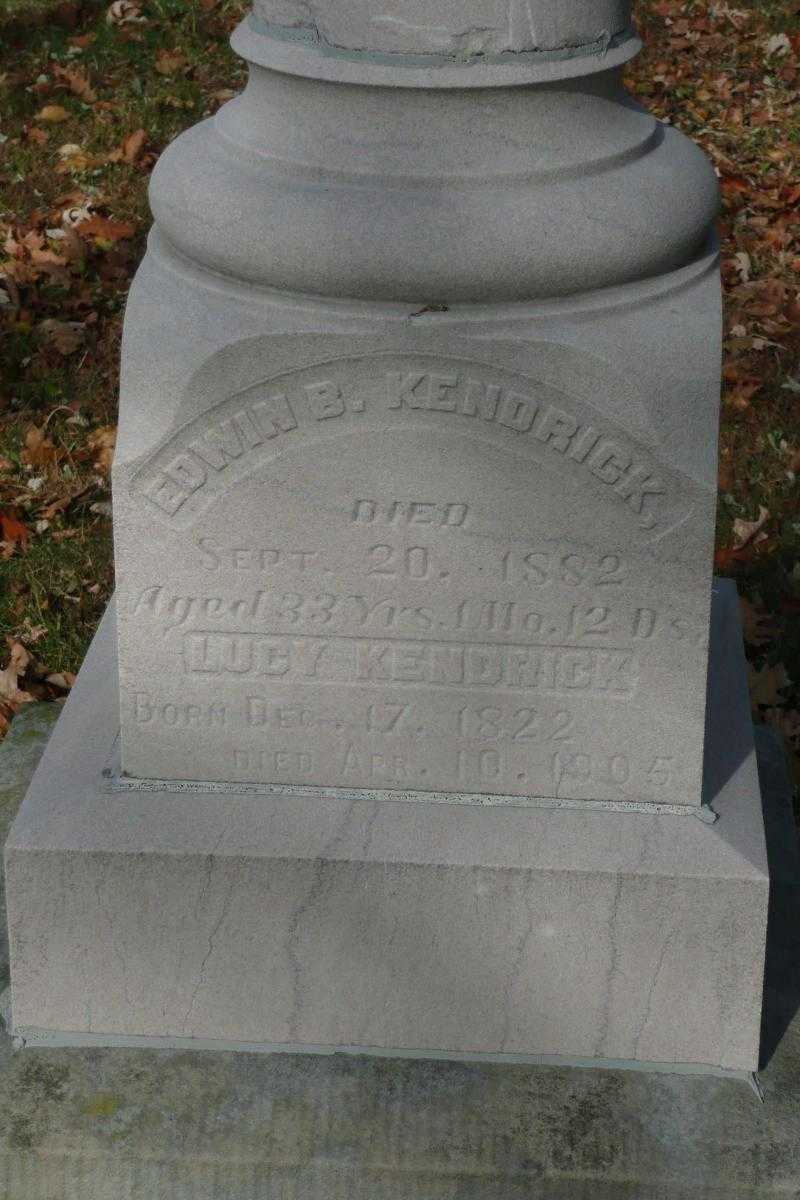 EDWIN B. KENDRICK,
DIED
SEPT. 20. 1882
Aged 33 Yrs. 1 Mo. 12 Ds.
LUCY KENDRICK
BORN DEC. 17. 1822
DIED APR. 10. 1905